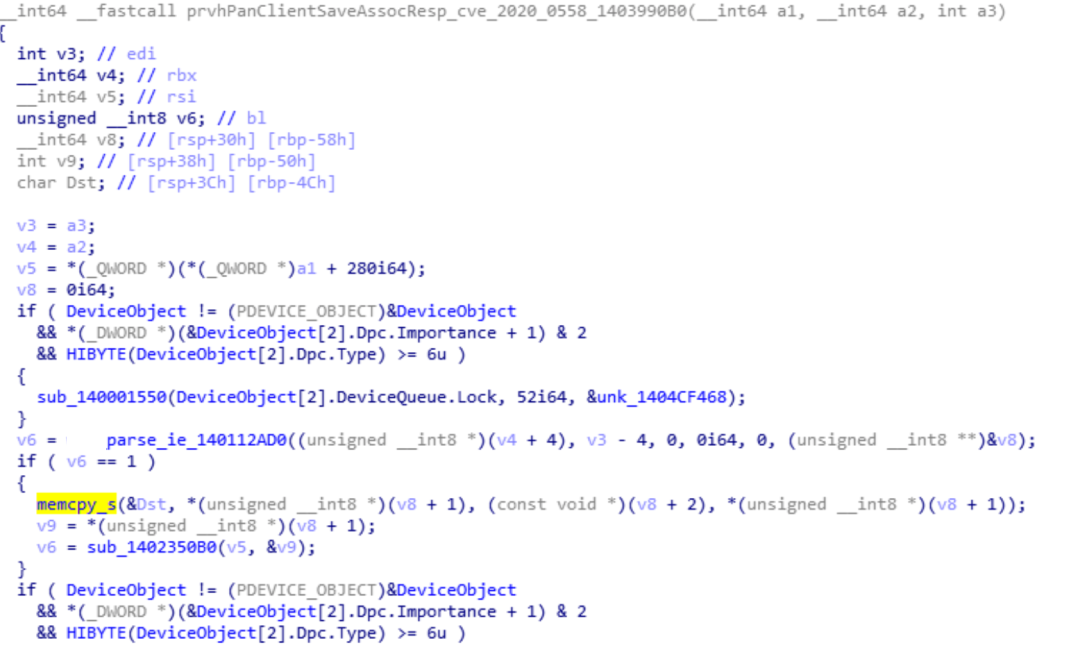 __int64 __fastcall prvhPanClientSaveAssocResp_cve_2020_0558_1403990B0(__int64 a1, __int64 a2, int a3)
{
int v3; // edi
__int64 v4; // rbx
__int64 v5; // rsi
unsigned __int8 v6; // bl
__int64 v8; // [rsp+30h] [rbp-58h]
int v9; // [rsp+38h] [rbp-50h]
char Dst; // [rsp+3Ch] [rbp-4Ch]
v3 = a3;
v4 = a2;
v5 = *(_QWORD *)(*(_QWORD *)a1 + 280i64);
v8 = 0i64;
if ( DeviceObject != (PDEVICE_OBJECT)&DeviceObject
&& *(_DWORD *)(&DeviceObject[2].Dpc.Importance + 1) & 2
&& HIBYTE(DeviceObject[2].Dpc.Type) >= 6u )
{
sub_140001550(DeviceObject[2].DeviceQueue.Lock, 52i64, &unk_1404CF468);
}
v6 = parse_ie_140112AD0((unsigned __int8 *)(v4 + 4), v3 - 4, 0, 0i64, 0, (unsigned __int8 **)&v8);
if ( v6 == 1 )
{
memcpy_s(&Dst, *(unsigned __int8 *)(v8 + 1), (const void *)(v8 + 2), *(unsigned __int8 *)(v8 + 1));
v9 = *(unsigned __int8 *)(v8 + 1);
v6 = sub_1402350B0(v5, &v9);
}
if ( DeviceObject != (PDEVICE_OBJECT)&DeviceObject
&& *(_DWORD *)(&DeviceObject[2].Dpc.Importance + 1) & 2
&& HIBYTE(DeviceObject[2].Dpc.Type) >= 6u )